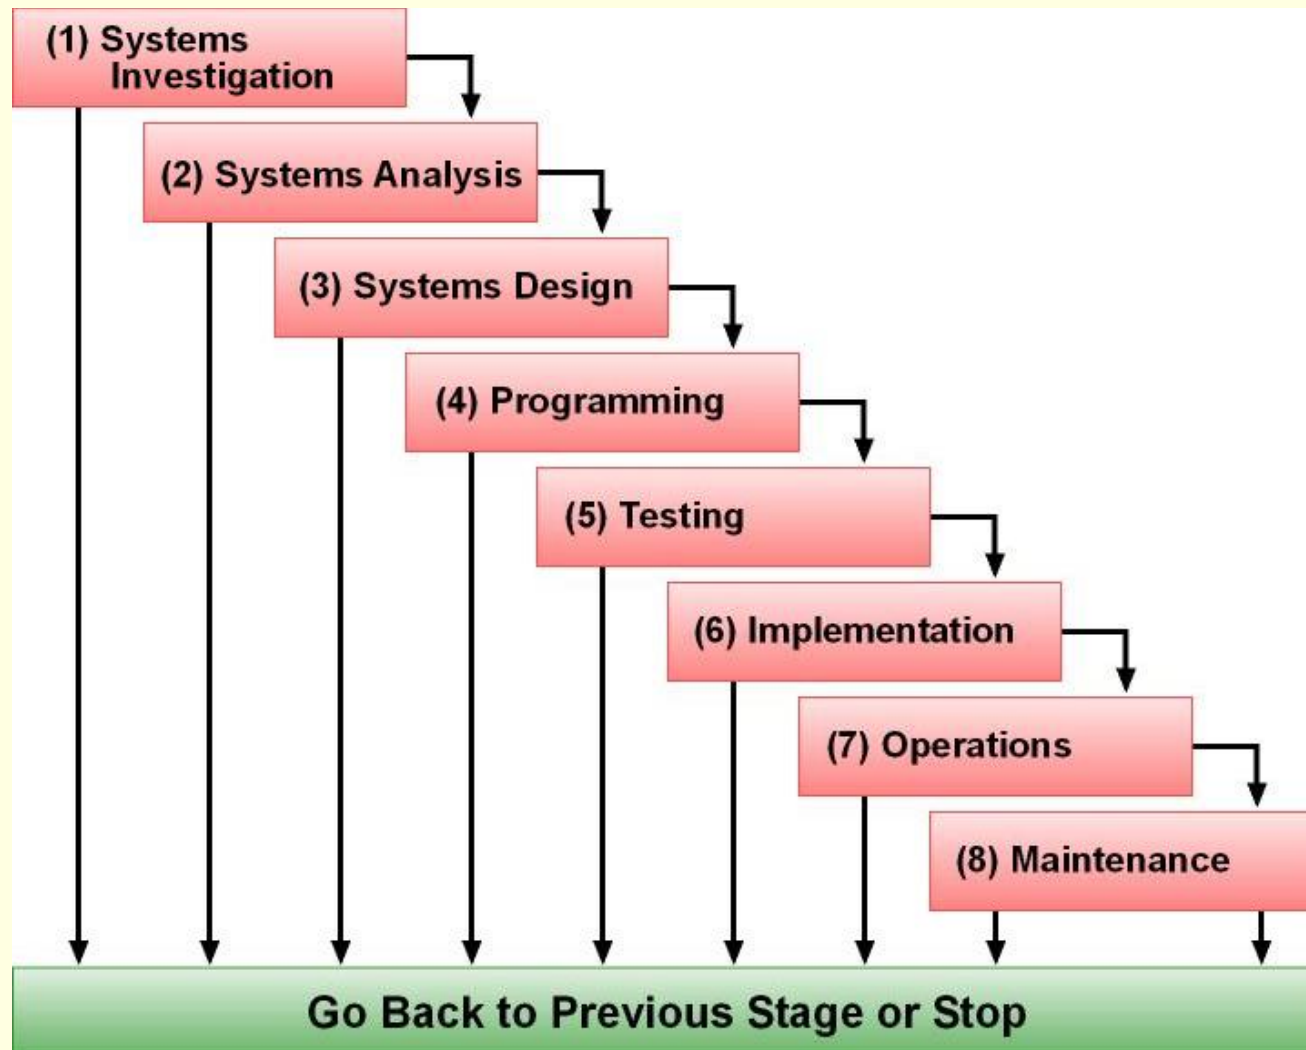 (1) Systems
Investigation
(2) Systems Analysis
(3) Systems Design
(4) Programming
(5) Testing
(6) Implementation
(7) Operations
(8) Maintenance
Go Back to Previous Stage or Stop